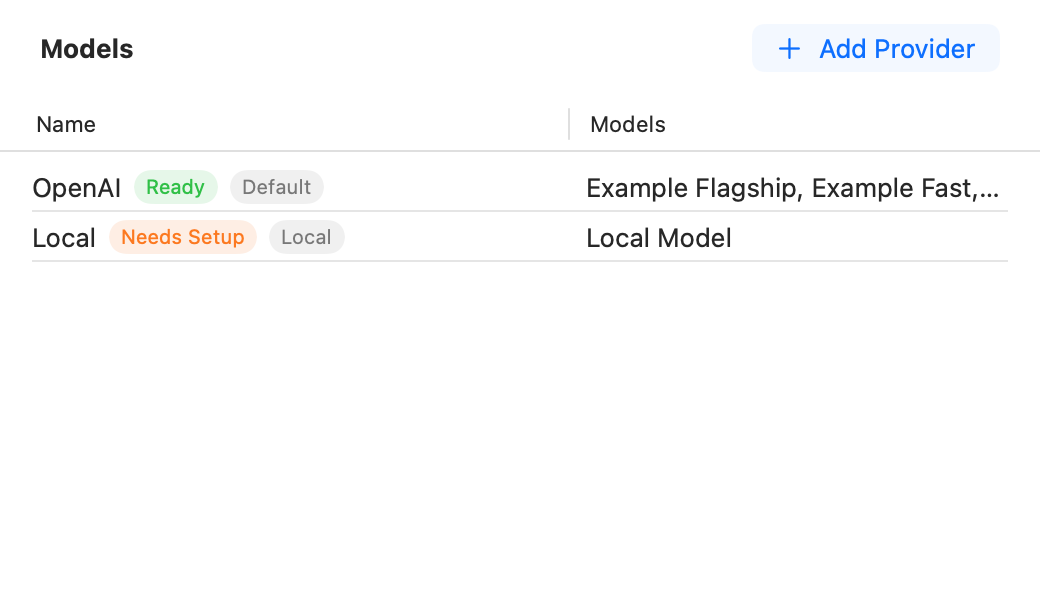 Models
+ Add Provider
Name Models
OpenAI Ready Default Example Flagship, Example Fast,...
Local Needs Setup Local Local Model